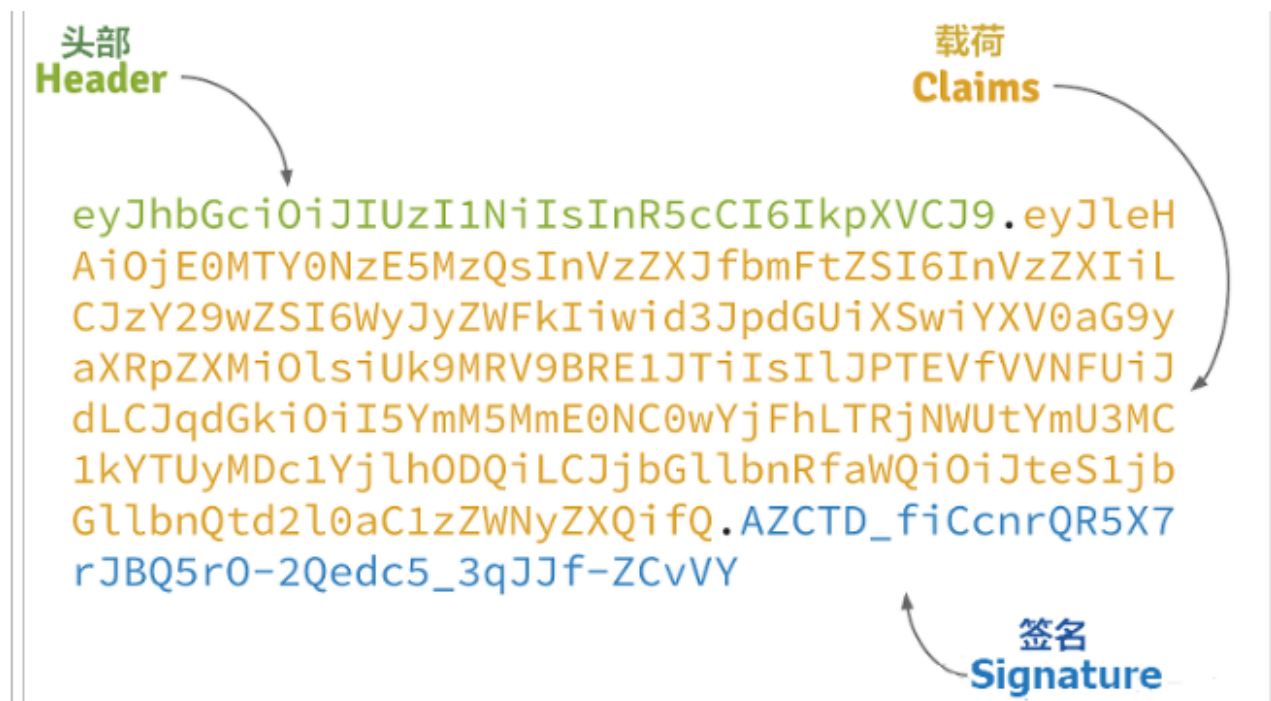 头部
Header
载荷
Claims
eyJhbGciOiJIUzI1NiIsInR5cCI6IkpXVCJ9.eyJleH
AiOjE0MTY0NzE5MzQsInVzZXJfbmFtZSI6InVzZXIiL
CJzY29wZSI6WyJyZWFkIiwid3JpdGUiXSwiYXV0aG9y
aXRpZXMiOlsiUk9MRV9BRE1JTiIsIlJPTEVfVVNFUiJ
dLCJqdGkiOiI5YmM5MmE0NC0wYjFhLTRjNWUtYmU3MC
1kYTUyMDc1YjlhODQiLCJjbGllbnRfaWQiOiJteS1jb
GllbnQtd2l0aC1zZWNyZXQifQ.AZCTD_fiCcnrQR5X7
rJBQ5rO-2Qedc5_3qJJf-ZCvVY
签名
Signature